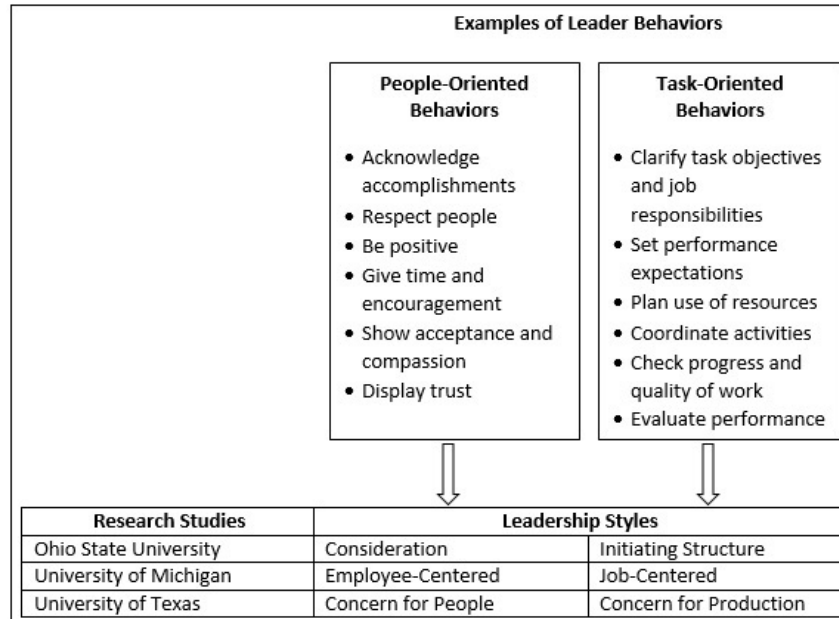 Examples of Leader Behaviors
People-Oriented
Behaviors
• Acknowledge
accomplishments
• Respect people
• Be positive
• Give time and
encouragement
• Show acceptance and
compassion
• Display trust
Task-Oriented
Behaviors
• Clarify task objectives
and job
responsibilities
• Set performance
expectations
• Plan use of resources
• Coordinate activities
• Check progress and
quality of work
• Evaluate performance
Research Studies Leadership Styles
Ohio State University Consideration Initiating Structure
University of Michigan Employee-Centered Job-Centered
University of Texas Concern for People Concern for Production